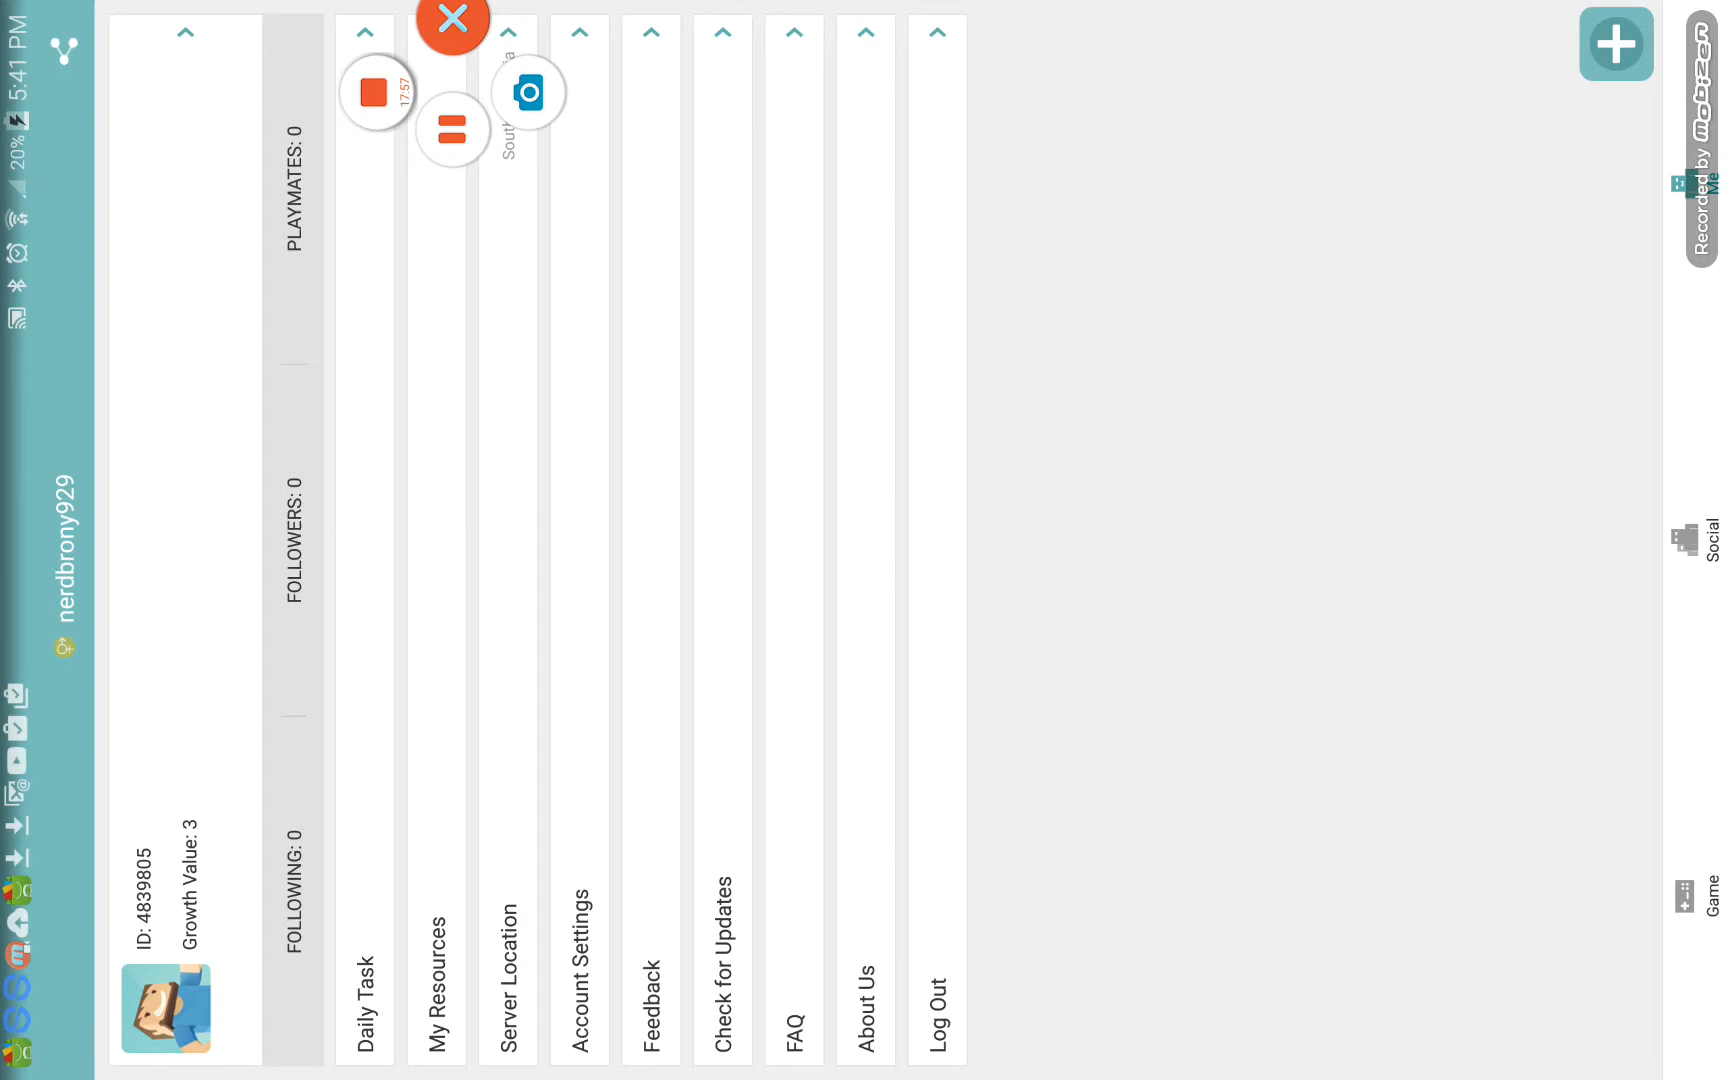 20% 5:41 PM
nerdbrony929
ID: 4839805
Growth Value: 3
FOLLOWING: 0 FOLLOWERS: 0 PLAYMATES: 0
Daily Task
17:57
My Resources
Server Location
Account Settings
Feedback
Check for Updates
FAQ
About Us
Log Out
Game Social Me
Recorded by mobizen